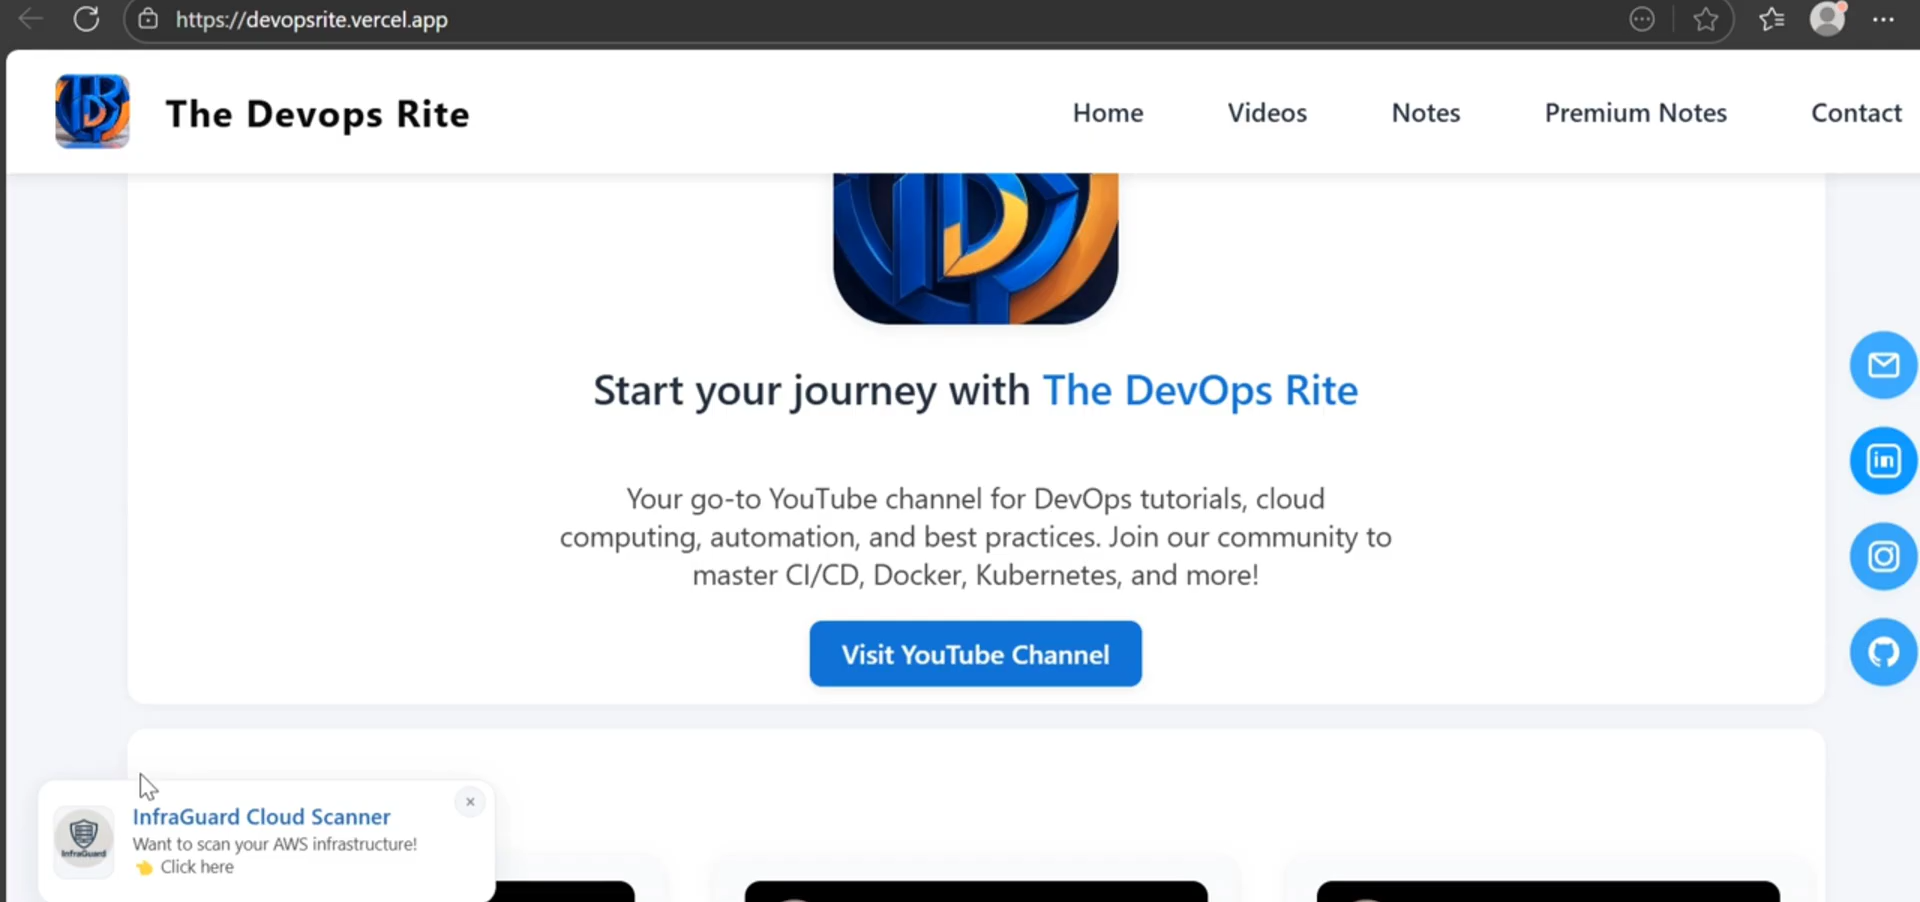 https://devopsrite.vercel.app
The Devops Rite
Home
Videos
Notes
Premium Notes
Contact
Start your journey with The DevOps Rite
Your go-to YouTube channel for DevOps tutorials, cloud
computing, automation, and best practices. Join our community to
master CI/CD, Docker, Kubernetes, and more!
Visit YouTube Channel
in
InfraGuard Cloud Scanner
Want to scan your AWS infrastructure!
👈 Click here
InfraGuard